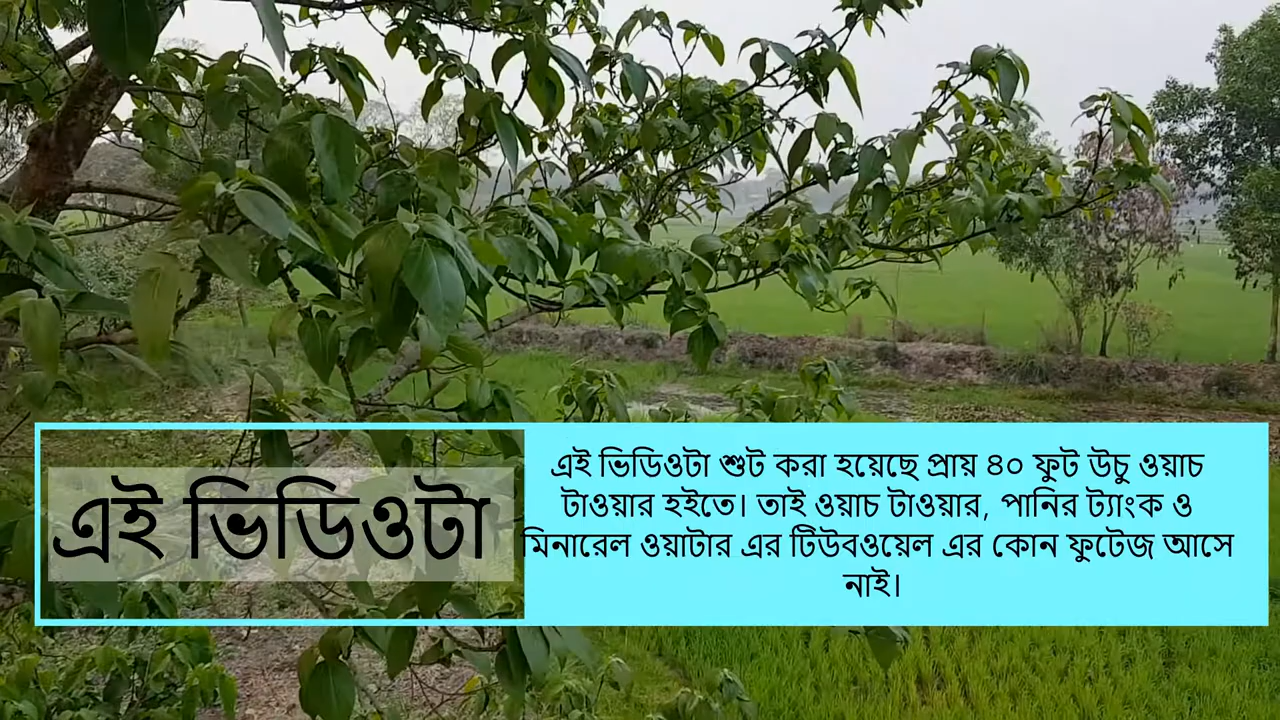 এই ভিডিওটা
এই ভিডিওটা শুট করা হয়েছে প্রায় ৪০ ফুট উচু ওয়াচ
টাওয়ার হইতে। তাই ওয়াচ টাওয়ার, পানির ট্যাংক ও
মিনারেল ওয়াটার এর টিউবওয়েল এর কোন ফুটেজ আসে
নাই।